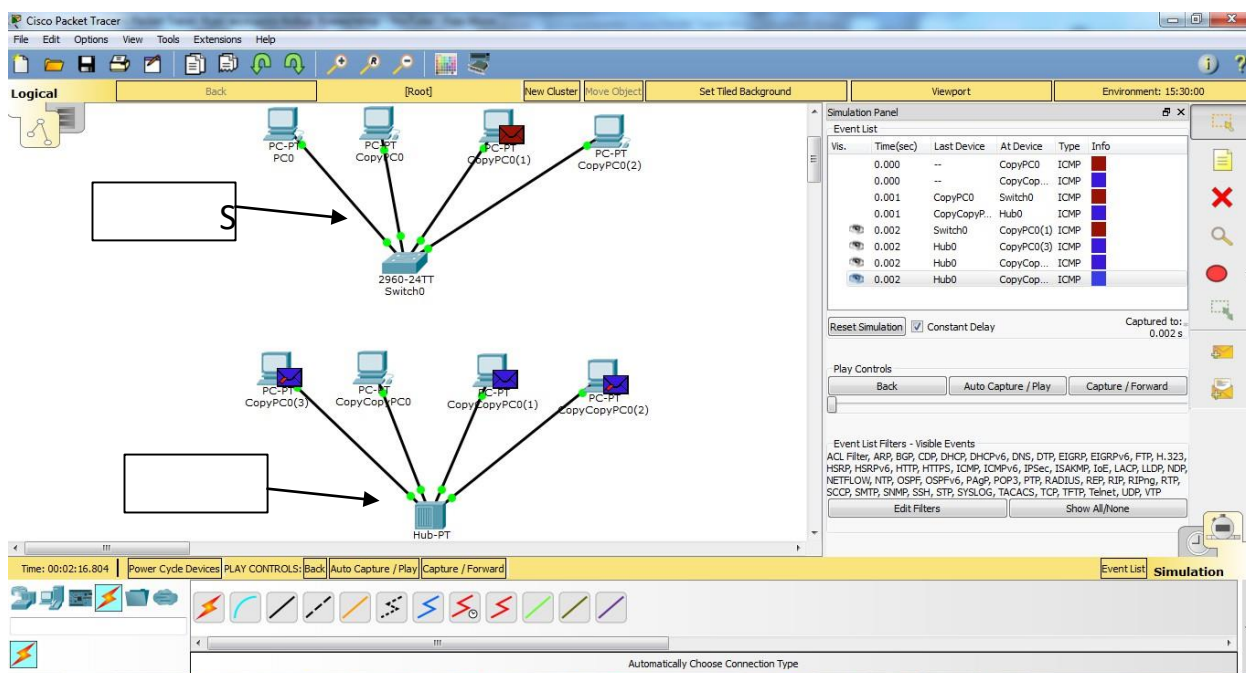 Cisco Packet Tracer
File Edit Options View Tools Extensions Help
Logical Back [Root] New Cluster Move Object Set Tiled Background Viewport Environment: 15:30:00
PC-PT
PC0
PC-PT
CopyPC0
PC-PT
CopyPC0(1)
PC-PT
CopyPC0(2)
S
2960-24TT
Switch0
PC-PT
CopyPC0(3)
PC-PT
CopyCopyPC0
PC-PT
CopyCopyPC0(1)
PC-PT
CopyCopyPC0(2)
Hub-PT
Simulation Panel
Event List
Vis. Time(sec) Last Device At Device Type Info
0.000 -- CopyPC0 ICMP
0.000 -- CopyCop... ICMP
0.001 CopyPC0 Switch0 ICMP
0.001 CopyCopyP... Hub0 ICMP
0.002 Switch0 CopyPC0(1) ICMP
0.002 Hub0 CopyPC0(3) ICMP
0.002 Hub0 CopyCop... ICMP
0.002 Hub0 CopyCop... ICMP
Reset Simulation Constant Delay Captured to:
0.002 s
Play Controls
Back Auto Capture / Play Capture / Forward
Event List Filters - Visible Events
ACL Filter, ARP, BGP, CDP, DHCP, DHCPv6, DNS, DTP, EIGRP, EIGRPv6, FTP, H.323,
HSRP, HSRPv6, HTTP, HTTPS, ICMP, ICMPv6, IPSec, ISAKMP, IoE, LACP, LLDP, NDP,
NETFLOW, NTP, OSPF, OSPFv6, PAgP, POP3, PTP, RADIUS, REP, RIP, RIPng, RTP,
SCCP, SMTP, SNMP, SSH, STP, SYSLOG, TACACS, TCP, TFTP, Telnet, UDP, VTP
Edit Filters Show All/None
Time: 00:02:16.804 Power Cycle Devices PLAY CONTROLS: Back Auto Capture / Play Capture / Forward Event List Simulation
Automatically Choose Connection Type